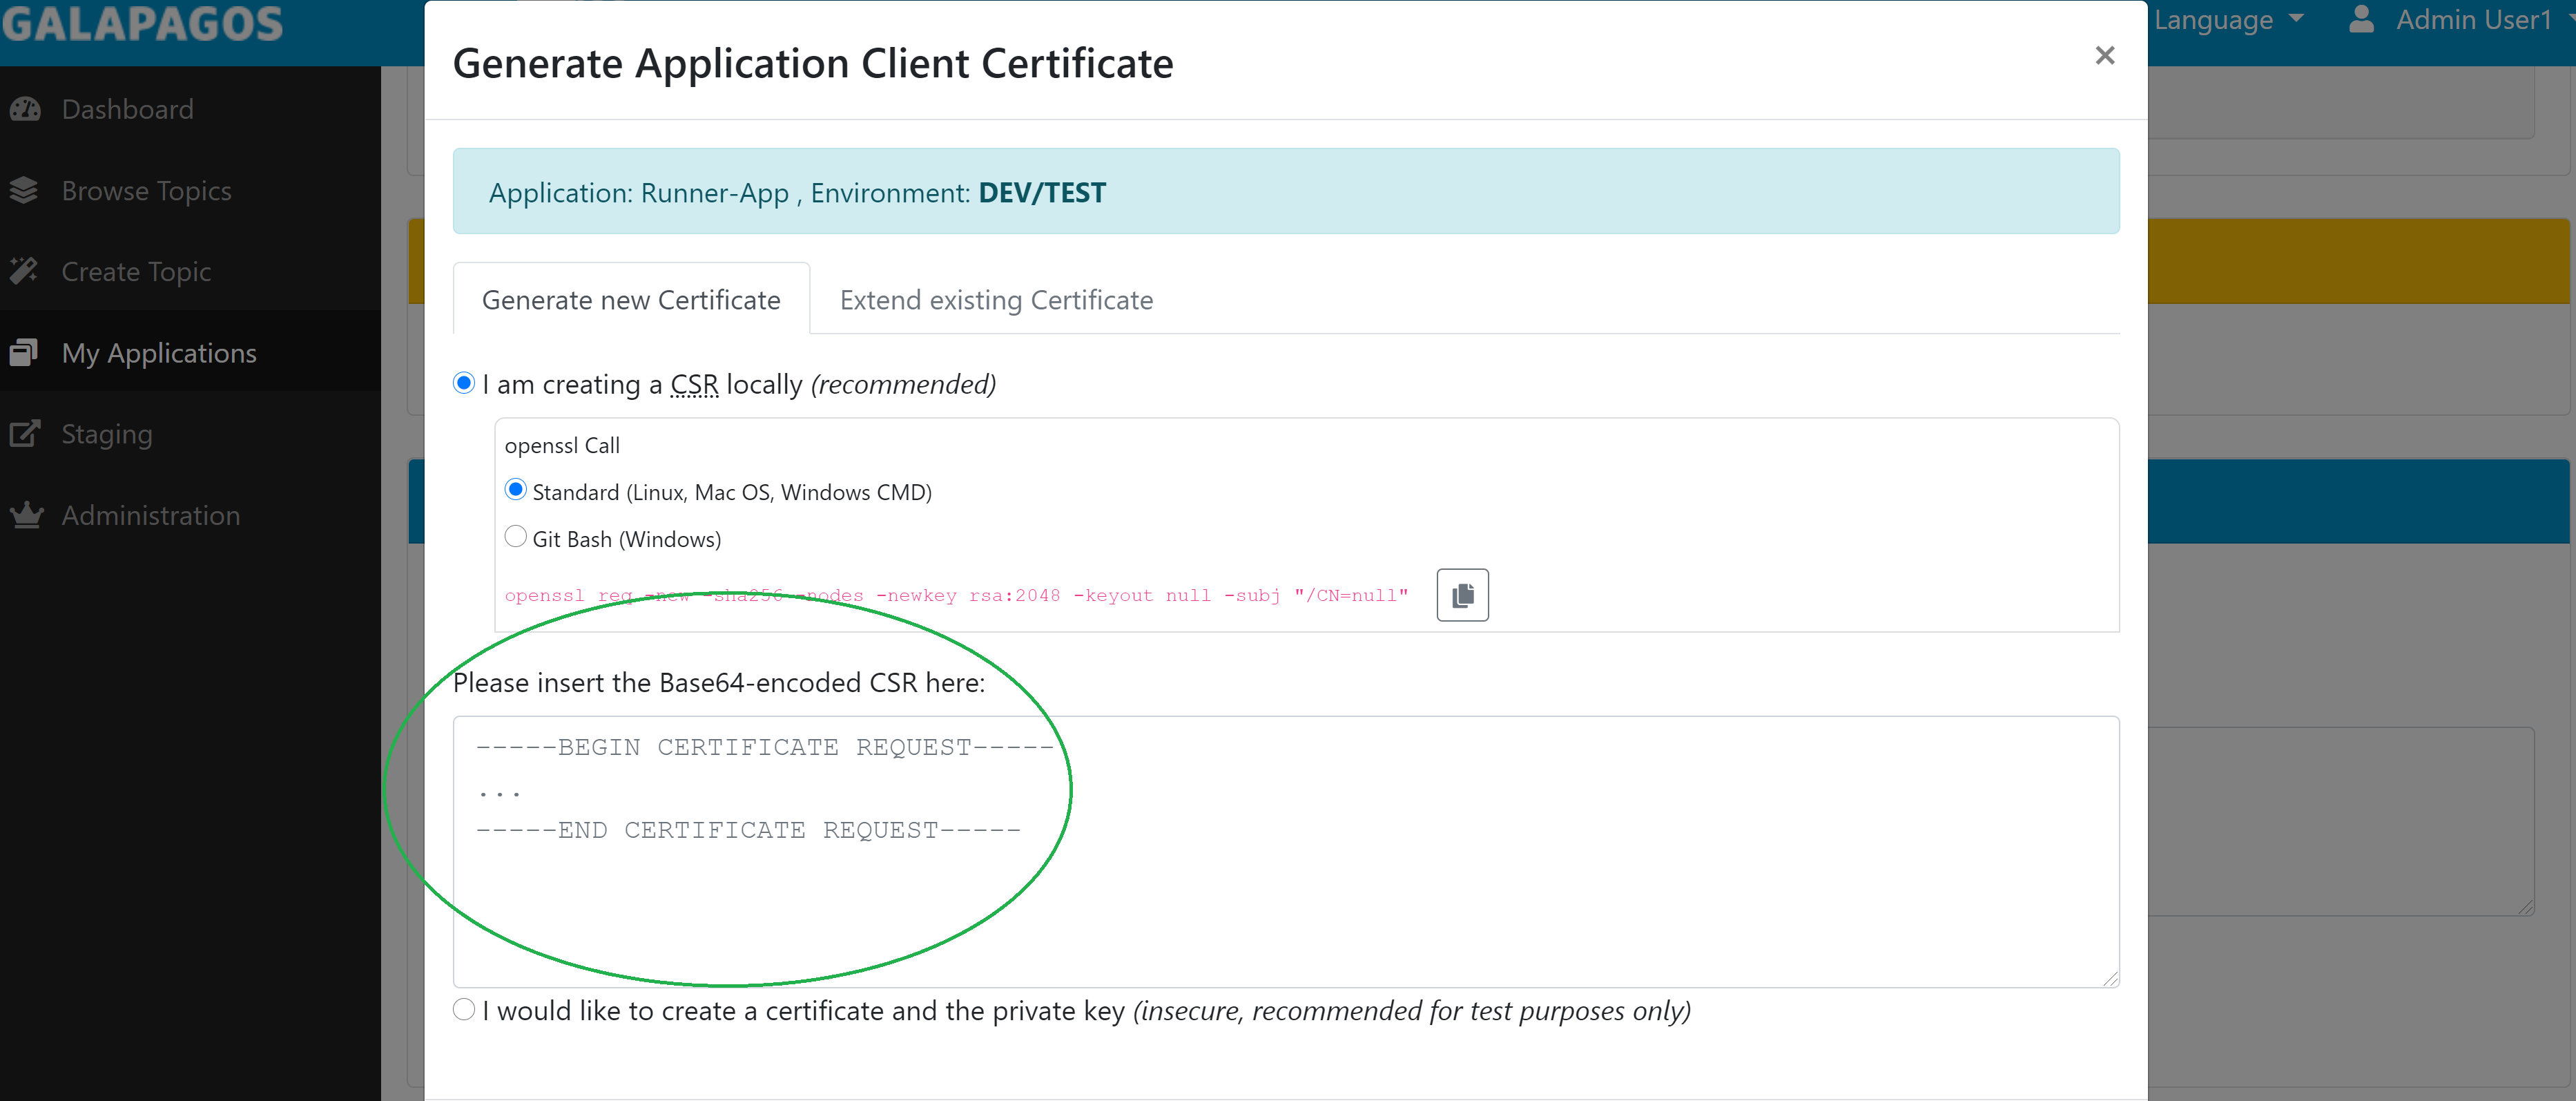 GALAPAGOS
Language
Admin User1
Dashboard
Browse Topics
Create Topic
My Applications
Staging
Administration
Generate Application Client Certificate
×
Application: Runner-App , Environment: DEV/TEST
Generate new Certificate
Extend existing Certificate
I am creating a CSR locally (recommended)
openssl Call
Standard (Linux, Mac OS, Windows CMD)
Git Bash (Windows)
openssl req -new -sha256 -nodes -newkey rsa:2048 -keyout null -subj "/CN=null"
Please insert the Base64-encoded CSR here:
-----BEGIN CERTIFICATE REQUEST-----
...
-----END CERTIFICATE REQUEST-----
I would like to create a certificate and the private key (insecure, recommended for test purposes only)